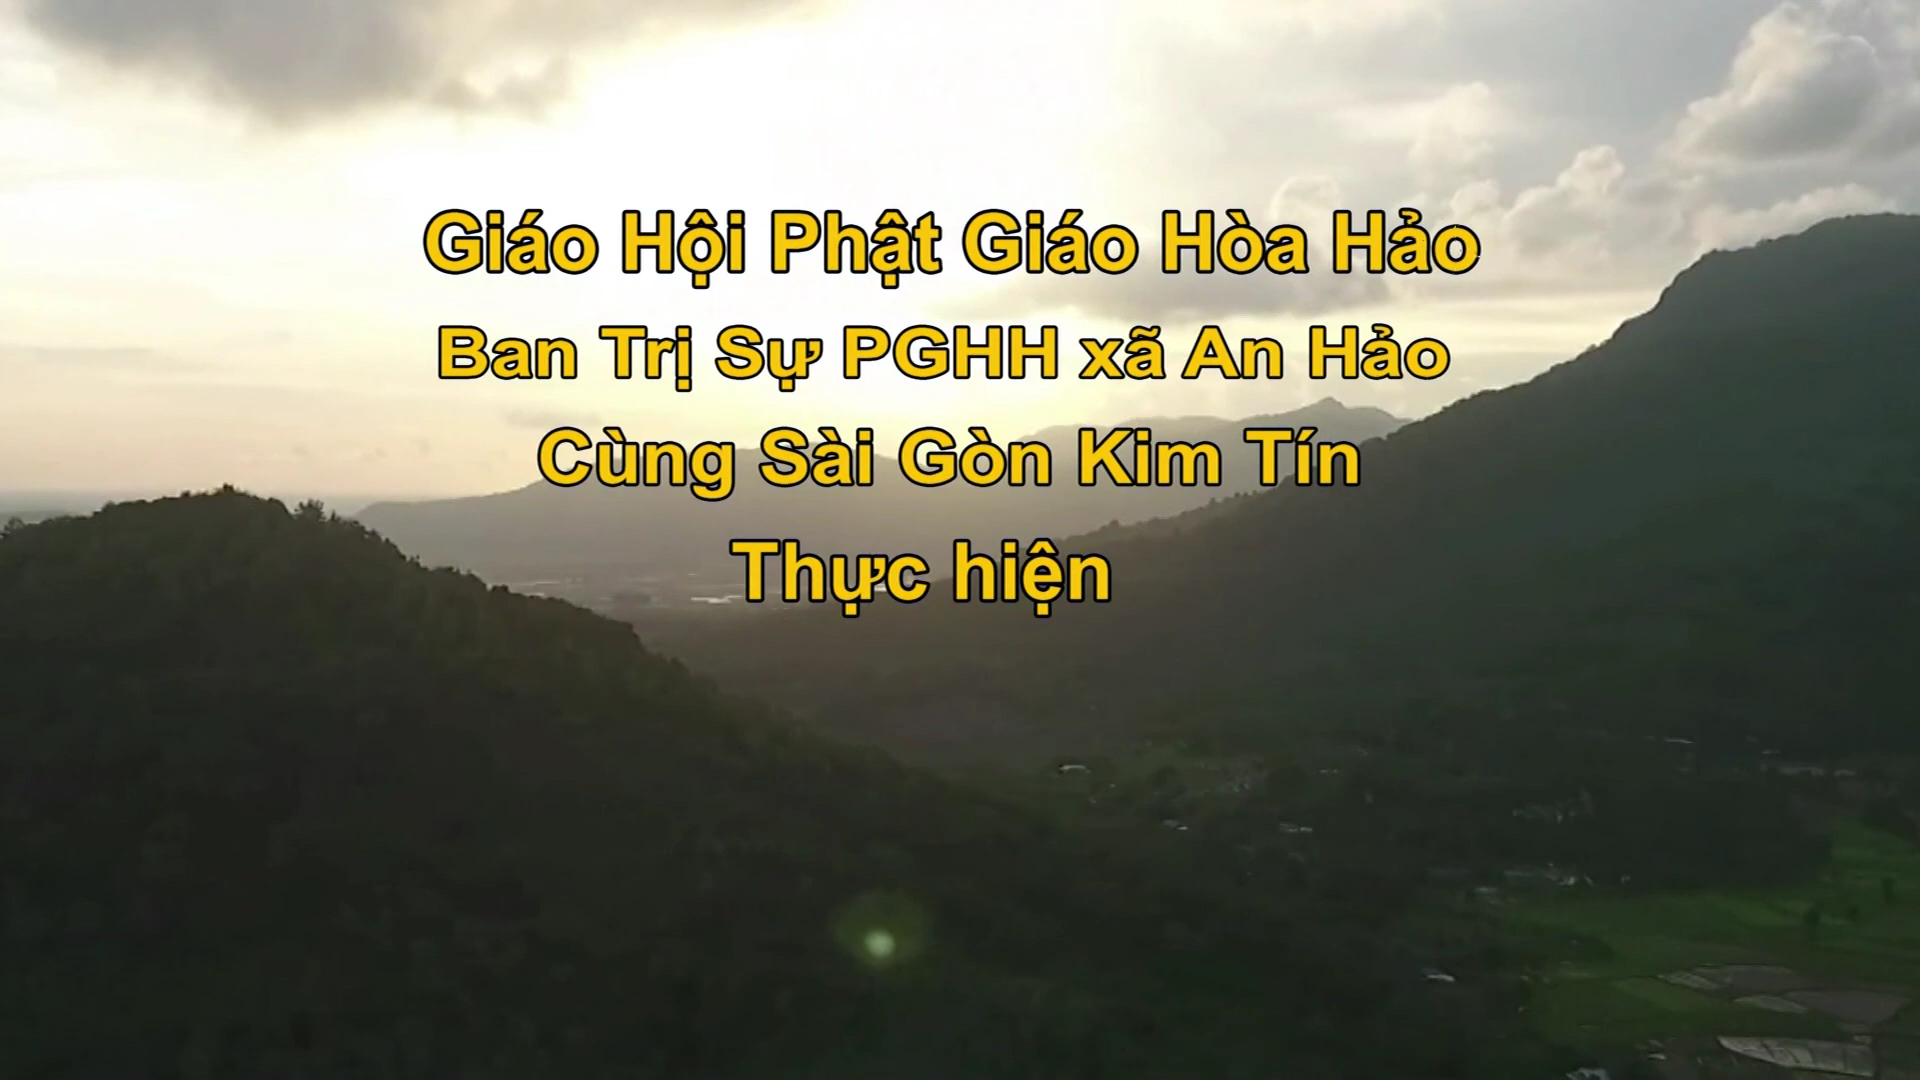 Giáo Hội Phật Giáo Hòa Hảo
Ban Trị Sự PGHH xã An Hảo
Cùng Sài Gòn Kim Tín
Thực hiện